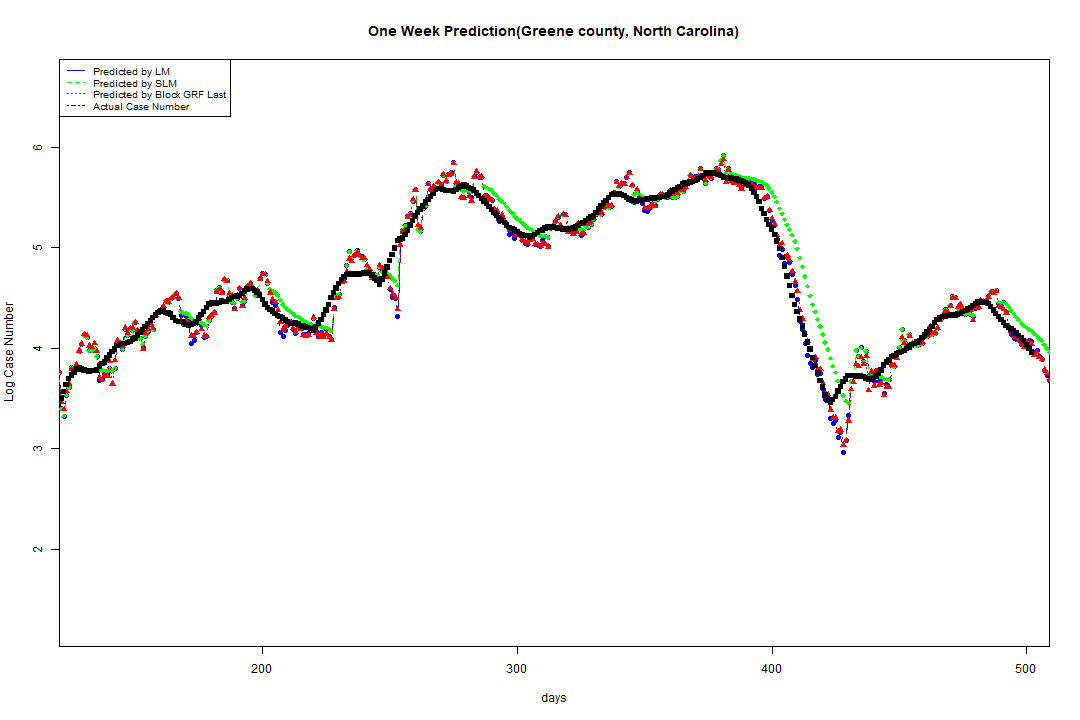 One Week Prediction(Greene county, North Carolina)
Predicted by LM
Predicted by SLM
Predicted by Block GRF Last
Actual Case Number
Log Case Number
6
5
4
3
2
200 300 400 500
days